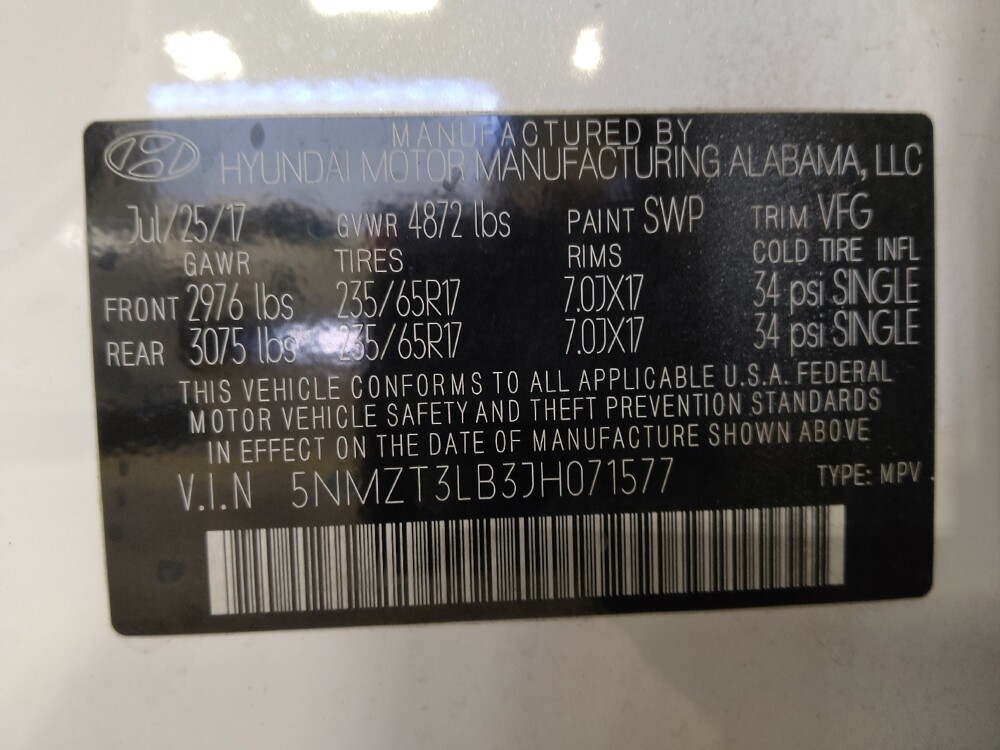 MANUFACTURED BY
HYUNDAI MOTOR MANUFACTURING ALABAMA, LLC
Jul/25/17 GVWR 4872 lbs PAINT SWP TRIM VFG
GAWR TIRES RIMS COLD TIRE INFL
FRONT 2976 lbs 235/65R17 7.0JX17 34 psi SINGLE
REAR 3075 lbs 235/65R17 7.0JX17 34 psi SINGLE
THIS VEHICLE CONFORMS TO ALL APPLICABLE U.S.A. FEDERAL
MOTOR VEHICLE SAFETY AND THEFT PREVENTION STANDARDS
IN EFFECT ON THE DATE OF MANUFACTURE SHOWN ABOVE
V.I.N 5NMZT3LB3JH071577 TYPE: MPV